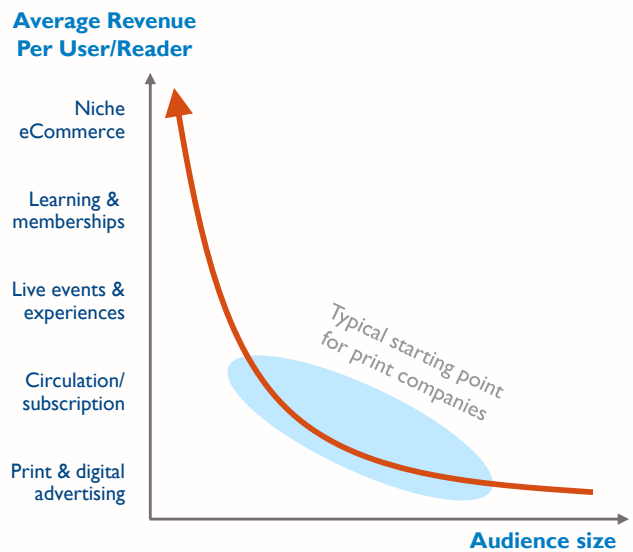 Average Revenue
Per User/Reader
Niche
eCommerce
Learning &
memberships
Live events &
experiences
Typical starting point
for print companies
Circulation/
subscription
Print & digital
advertising
Audience size